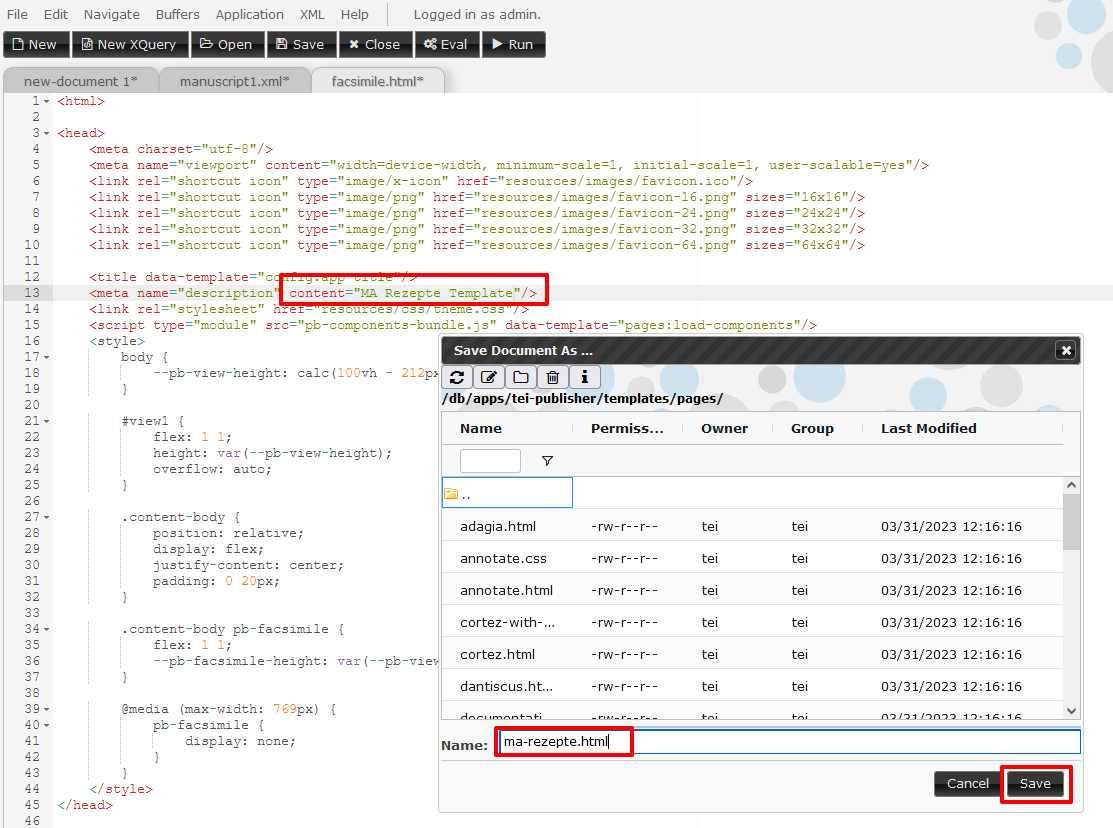 File Edit Navigate Buffers Application XML Help Logged in as admin.
New New XQuery Open Save Close Eval Run
new-document 1* manuscript1.xml* facsimile.html*
1 <html>
2
3 <head>
4 <meta charset="utf-8"/>
5 <meta name="viewport" content="width=device-width, minimum-scale=1, initial-scale=1, user-scalable=yes"/>
6 <link rel="shortcut icon" type="image/x-icon" href="resources/images/favicon.ico"/>
7 <link rel="shortcut icon" type="image/png" href="resources/images/favicon-16.png" sizes="16x16"/>
8 <link rel="shortcut icon" type="image/png" href="resources/images/favicon-24.png" sizes="24x24"/>
9 <link rel="shortcut icon" type="image/png" href="resources/images/favicon-32.png" sizes="32x32"/>
10 <link rel="shortcut icon" type="image/png" href="resources/images/favicon-64.png" sizes="64x64"/>
11
12 <title data-template="config:app-title"/>
13 <meta name="description" content="MA Rezepte Template"/>
14 <link rel="stylesheet" href="resources/css/theme.css"/>
15 <script type="module" src="pb-components-bundle.js" data-template="pages:load-components"/>
16 <style>
17 body {
18 --pb-view-height: calc(100vh - 212px
19 }
20
21 #view1 {
22 flex: 1 1;
23 height: var(--pb-view-height);
24 overflow: auto;
25 }
26
27 .content-body {
28 position: relative;
29 display: flex;
30 justify-content: center;
31 padding: 0 20px;
32 }
33
34 .content-body pb-facsimile {
35 flex: 1 1;
36 --pb-facsimile-height: var(--pb-view
37 }
38
39 @media (max-width: 769px) {
40 pb-facsimile {
41 display: none;
42 }
43 }
44 </style>
45 </head>
46
Save Document As ...
/db/apps/tei-publisher/templates/pages/
Name Permiss... Owner Group Last Modified
..
adagia.html -rw-r--r-- tei tei 03/31/2023 12:16:16
annotate.css -rw-r--r-- tei tei 03/31/2023 12:16:16
annotate.html -rw-r--r-- tei tei 03/31/2023 12:16:16
cortez-with-... -rw-r--r-- tei tei 03/31/2023 12:16:16
cortez.html -rw-r--r-- tei tei 03/31/2023 12:16:16
dantiscus.ht... -rw-r--r-- tei tei 03/31/2023 12:16:16
documentati... -rw-r--r-- tei tei 03/31/2023 12:16:16
Name: ma-rezepte.html
Cancel Save